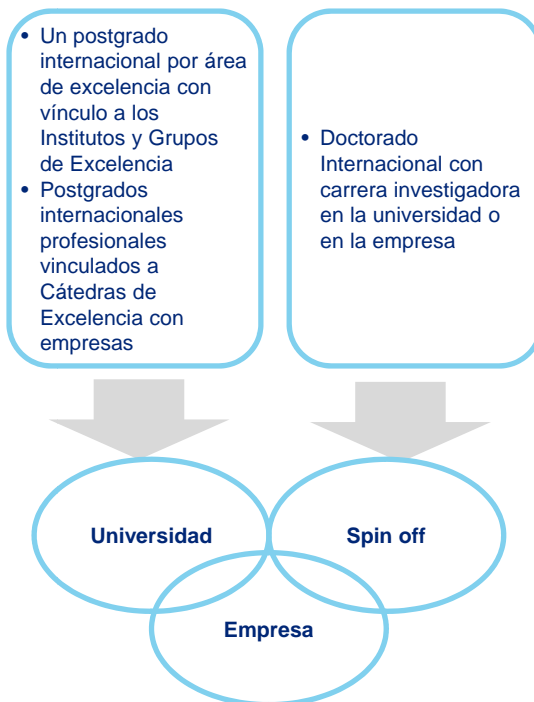 • Un postgrado
internacional por área
de excelencia con
vínculo a los
Institutos y Grupos
de Excelencia
• Postgrados
internacionales
profesionales
vinculados a
Cátedras de
Excelencia con
empresas
• Doctorado
Internacional con
carrera investigadora
en la universidad o
en la empresa
Universidad
Spin off
Empresa